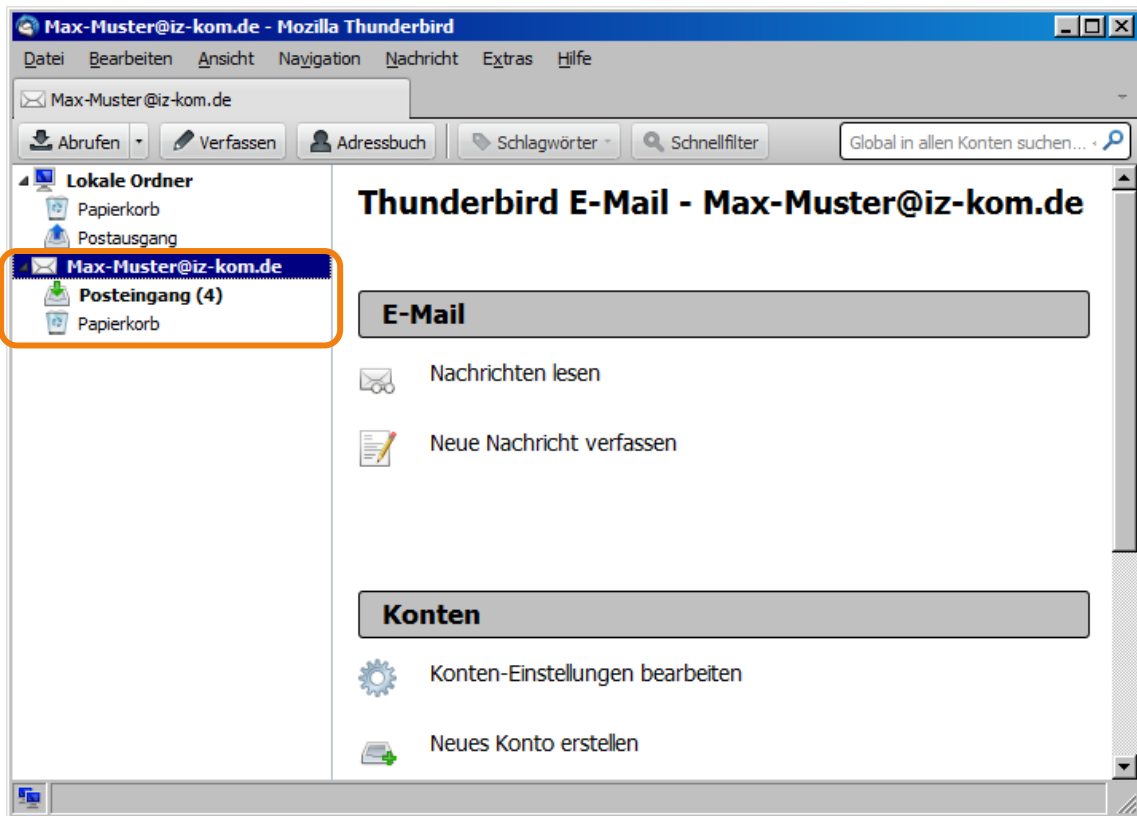 Max-Muster@iz-kom.de - Mozilla Thunderbird
Datei Bearbeiten Ansicht Navigation Nachricht Extras Hilfe
Max-Muster@iz-kom.de
Abrufen Verfassen Adressbuch Schlagwörter Schnellfilter Global in allen Konten suchen...
Lokale Ordner
Papierkorb
Postausgang
Max-Muster@iz-kom.de
Posteingang (4)
Papierkorb
Thunderbird E-Mail - Max-Muster@iz-kom.de
E-Mail
Nachrichten lesen
Neue Nachricht verfassen
Konten
Konten-Einstellungen bearbeiten
Neues Konto erstellen